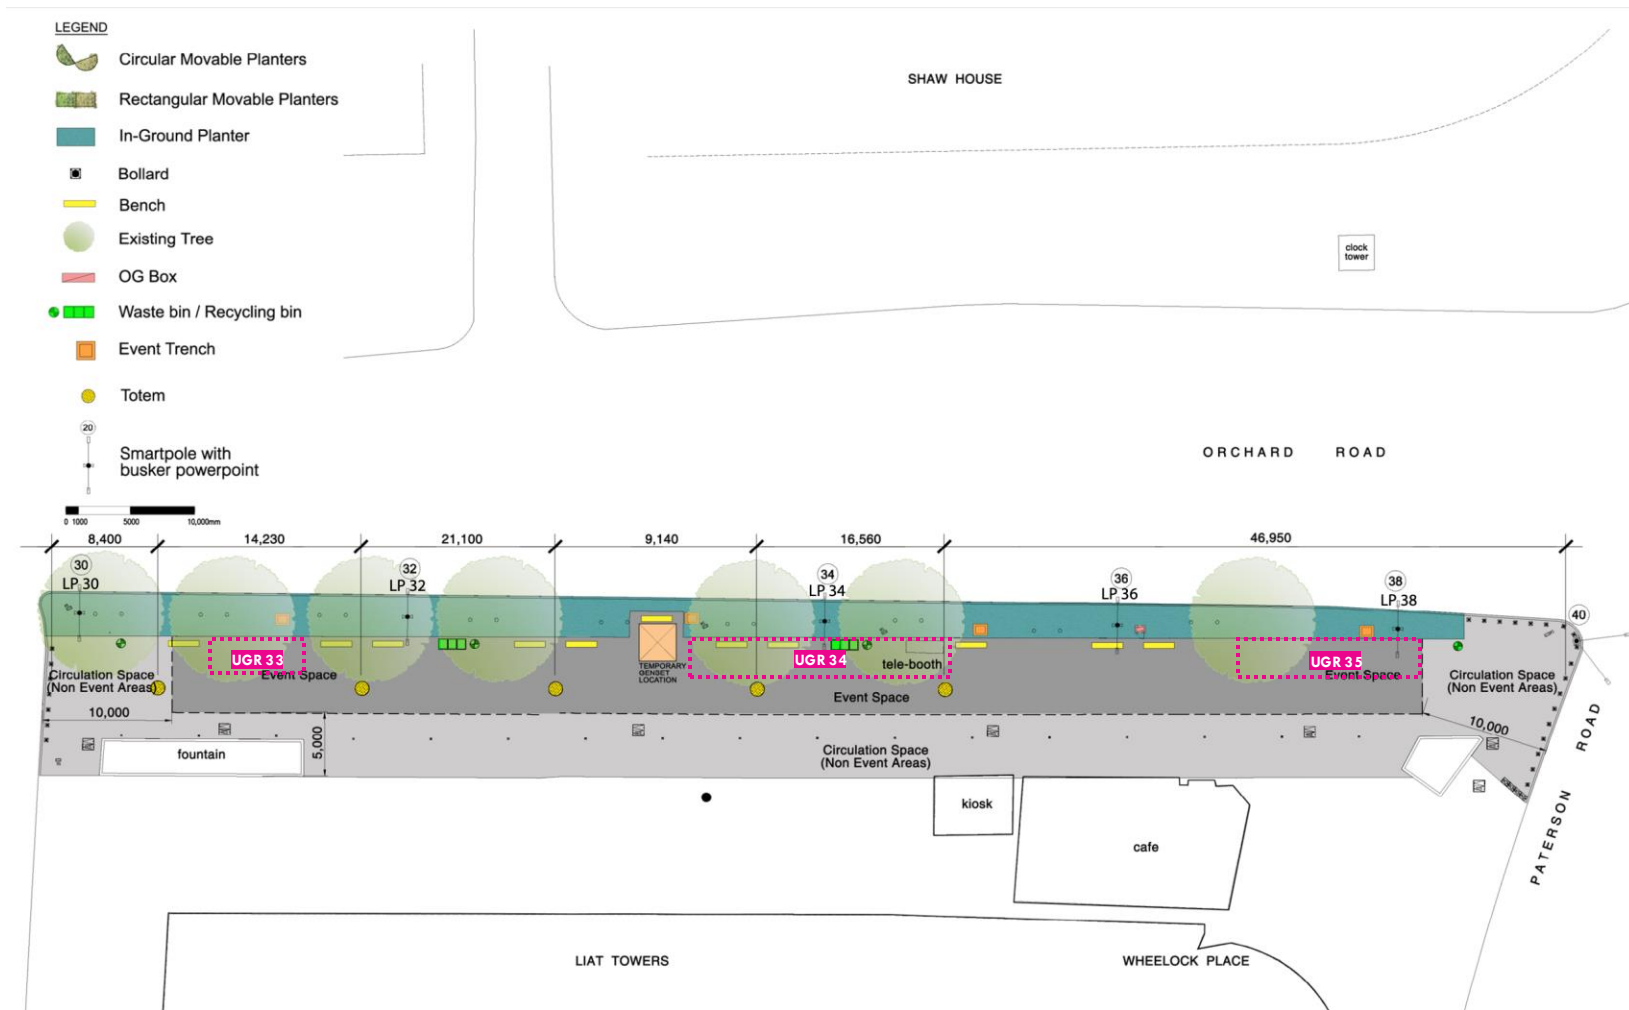 LEGEND
Circular Movable Planters
Rectangular Movable Planters
In-Ground Planter
Bollard
Bench
Existing Tree
OG Box
Waste bin / Recycling bin
Event Trench
Totem
20
Smartpole with
busker powerpoint
0 1000 5000 10,000mm
SHAW HOUSE
clock
tower
ORCHARD ROAD
8,400 14,230 21,100 9,140 16,560 46,950
30
LP 30
32
LP 32
34
LP 34
36
LP 36
38
LP 38
40
UGR 33
UGR 34
UGR 35
TEMPORARY
GENSET
LOCATION
tele-booth
Circulation Space
(Non Event Areas)
Event Space
Event Space
Event Space
Circulation Space
(Non Event Areas)
10,000
5,000
10,000
fountain
Circulation Space
(Non Event Areas)
kiosk
cafe
PATERSON ROAD
LIAT TOWERS
WHEELOCK PLACE